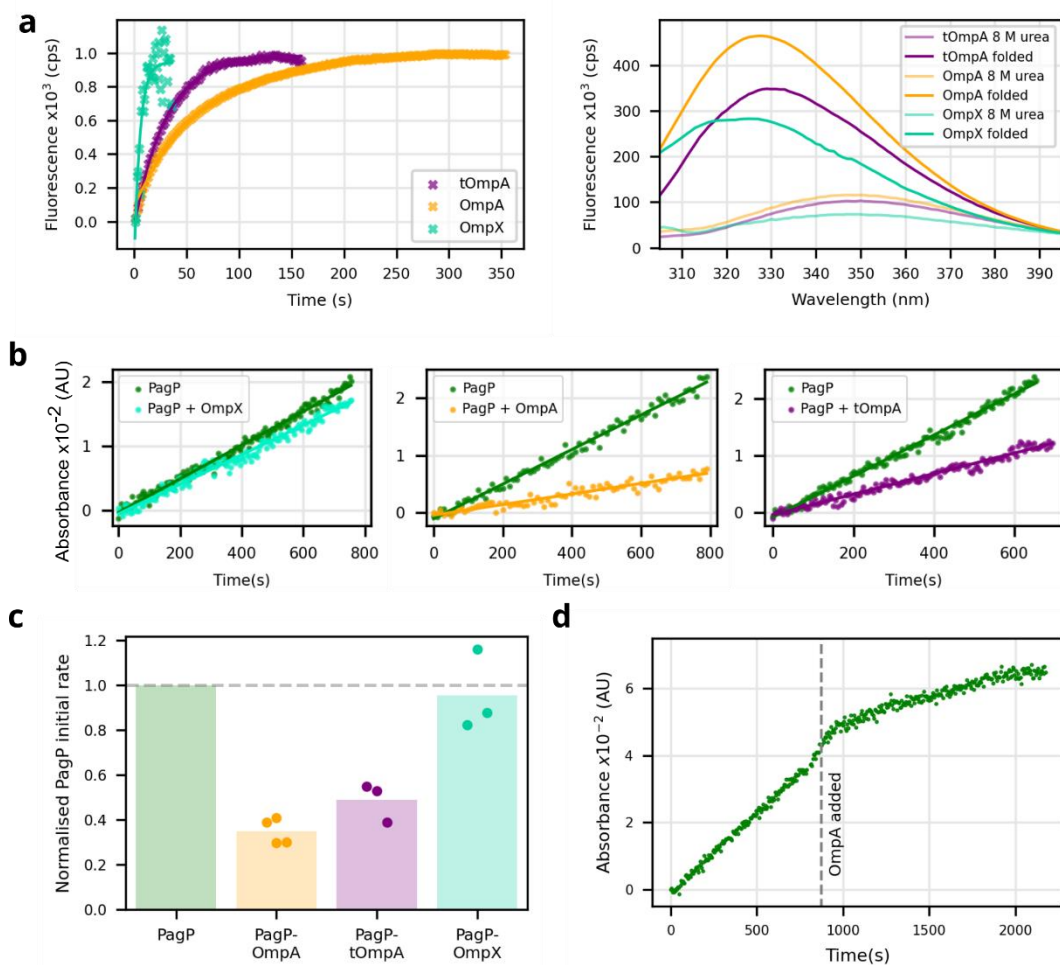 a
Fluorescence x10³ (cps)
1.0
0.8
0.6
0.4
0.2
0.0
tOmpA
OmpA
OmpX
0 50 100 150 200 250 300 350
Time (s)
Fluorescence x10³ (cps)
400
300
200
100
0
tOmpA 8 M urea
tOmpA folded
OmpA 8 M urea
OmpA folded
OmpX 8 M urea
OmpX folded
310 320 330 340 350 360 370 380 390
Wavelength (nm)
b
Absorbance x10⁻² (AU)
2
1
0
PagP
PagP + OmpX
0 200 400 600 800
Time(s)
2
1
0
PagP
PagP + OmpA
0 200 400 600 800
Time(s)
2
1
0
PagP
PagP + tOmpA
0 200 400 600
Time(s)
c
Normalised PagP initial rate
1.2
1.0
0.8
0.6
0.4
0.2
0.0
PagP PagP- PagP- PagP-
OmpA tOmpA OmpX
d
Absorbance x10⁻² (AU)
6
4
2
0
OmpA added
0 500 1000 1500 2000
Time(s)